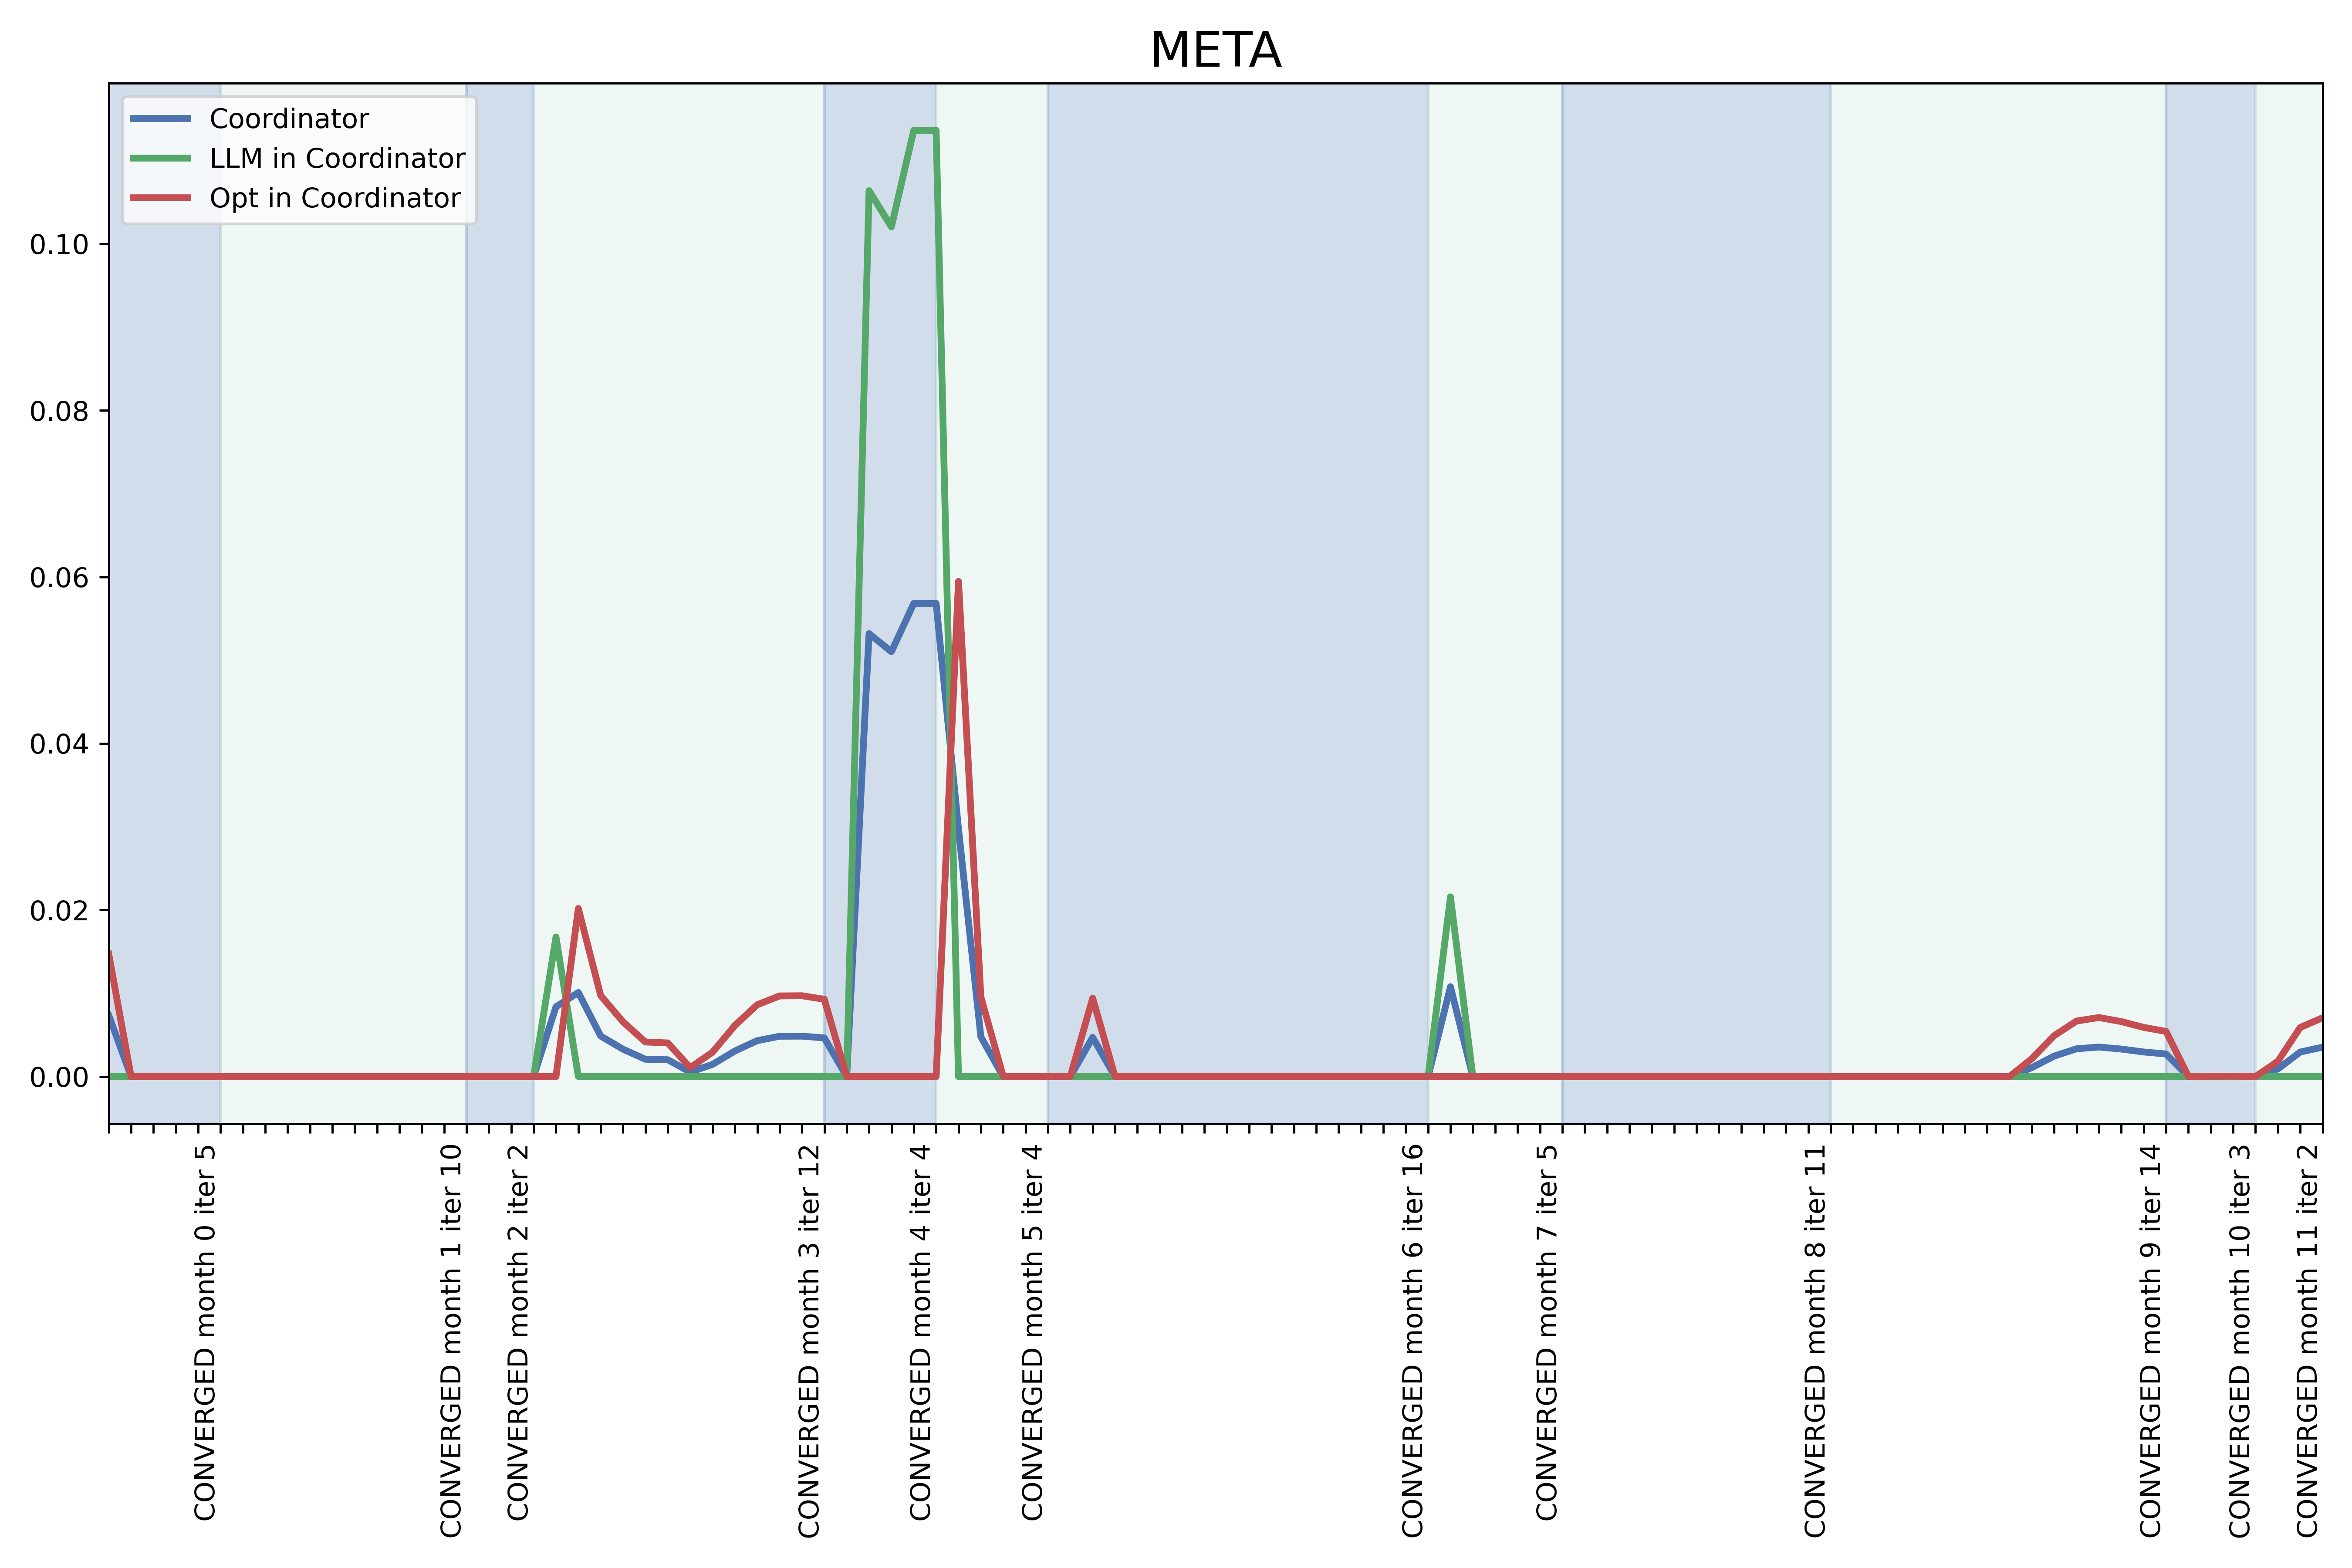 META
Coordinator
LLM in Coordinator
Opt in Coordinator
0.10
0.08
0.06
0.04
0.02
0.00
CONVERGED month 0 iter 5
CONVERGED month 1 iter 10
CONVERGED month 2 iter 2
CONVERGED month 3 iter 12
CONVERGED month 4 iter 4
CONVERGED month 5 iter 4
CONVERGED month 6 iter 16
CONVERGED month 7 iter 5
CONVERGED month 8 iter 11
CONVERGED month 9 iter 14
CONVERGED month 10 iter 3
CONVERGED month 11 iter 2